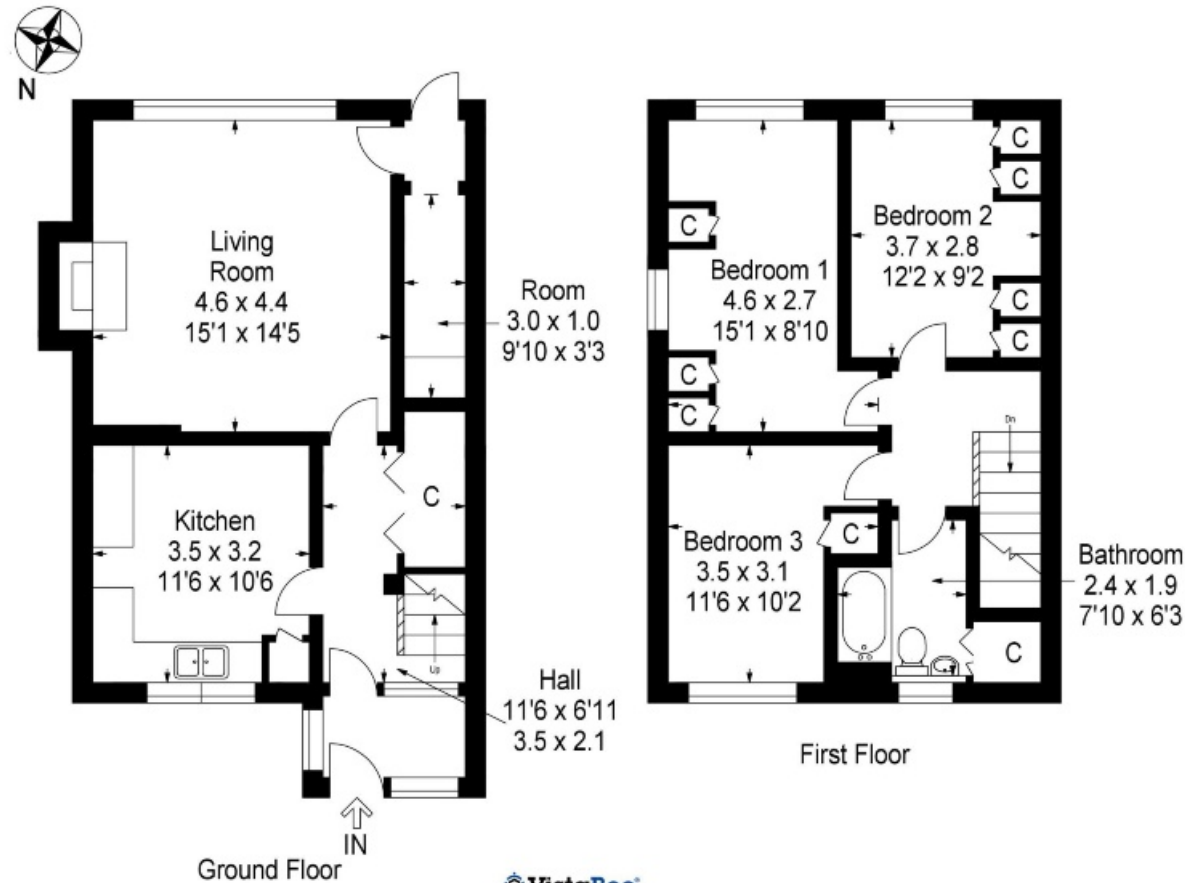 N
Living
Room
4.6 x 4.4
15'1 x 14'5
Room
3.0 x 1.0
9'10 x 3'3
Kitchen
3.5 x 3.2
11'6 x 10'6
C
Up
Hall
11'6 x 6'11
3.5 x 2.1
IN
Ground Floor
Bedroom 1
4.6 x 2.7
15'1 x 8'10
C
C
C
Bedroom 2
3.7 x 2.8
12'2 x 9'2
C
C
C
C
Dn
Bedroom 3
3.5 x 3.1
11'6 x 10'2
C
Bathroom
2.4 x 1.9
7'10 x 6'3
C
First Floor